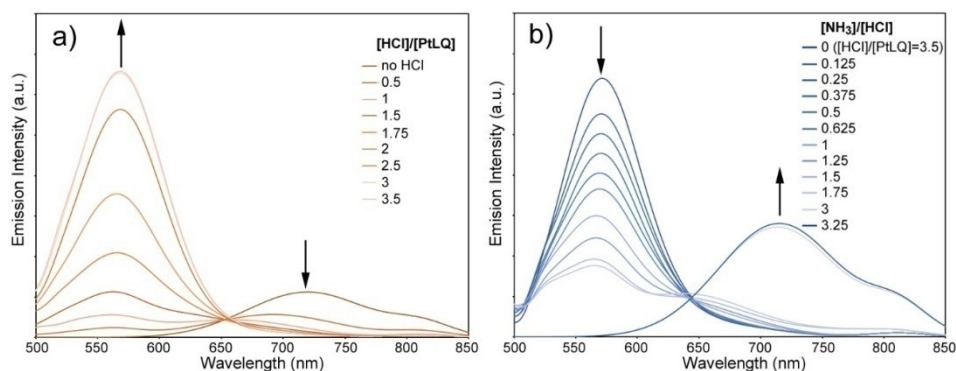 a)
[HCl]/[PtLQ]
no HCl
0.5
1
1.5
1.75
2
2.5
3
3.5
Emission Intensity (a.u.)
500 550 600 650 700 750 800 850
Wavelength (nm)
b)
[NH₃]/[HCl]
0 ([HCl]/[PtLQ]=3.5)
0.125
0.25
0.375
0.5
0.625
1
1.25
1.5
1.75
3
3.25
Emision Intensity (a.u.)
500 550 600 650 700 750 800 850
Wavelength (nm)